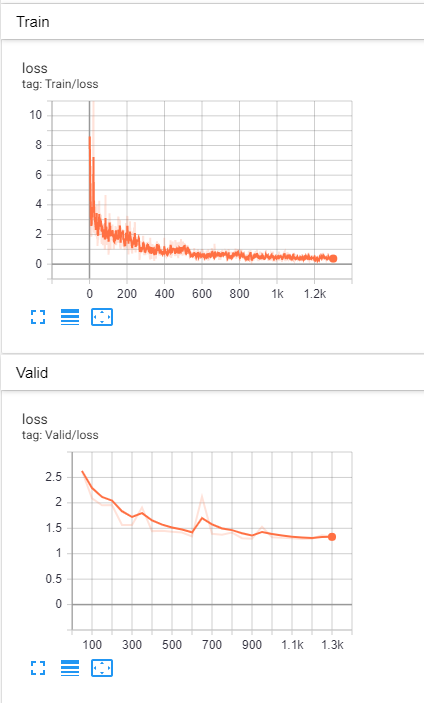 Train
loss
tag: Train/loss
10
8
6
4
2
0
0 200 400 600 800 1k 1.2k
Valid
loss
tag: Valid/loss
2.5
2
1.5
1
0.5
0
100 300 500 700 900 1.1k 1.3k